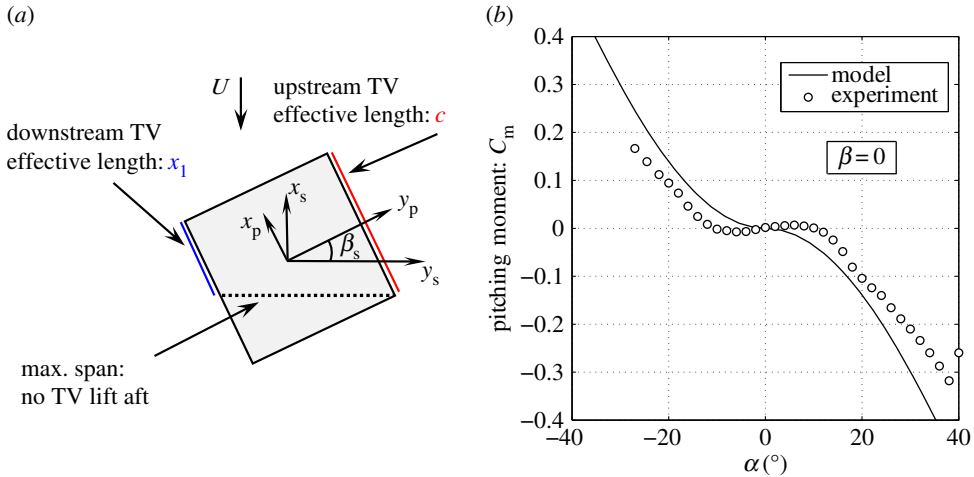 (a)
U
upstream TV
effective length: c
downstream TV
effective length: x₁
xₛ
xₚ
yₚ
βₛ
yₛ
max. span:
no TV lift aft
(b)
0.4
0.3
0.2
0.1
0
−0.1
−0.2
−0.3
−0.4
pitching moment: Cₘ
model
experiment
β = 0
−40
−20
0
20
40
α (°)